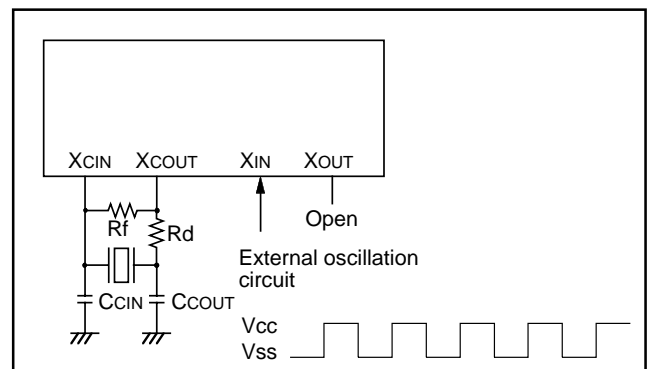 XCIN XCOUT XIN XOUT
Rf
Rd
Open
External oscillation
circuit
CCIN CCOUT
Vcc
Vss